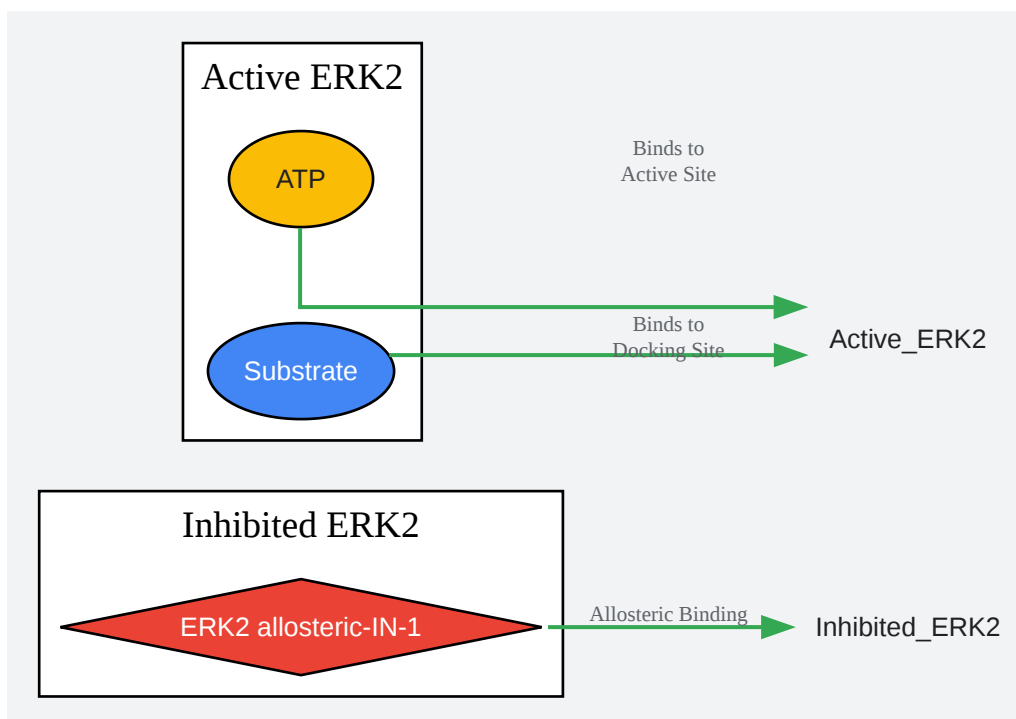 Active ERK2
ATP
Binds to
Active Site
Substrate
Binds to
Docking Site
Active_ERK2
Inhibited ERK2
ERK2 allosteric-IN-1
Allosteric Binding
Inhibited_ERK2